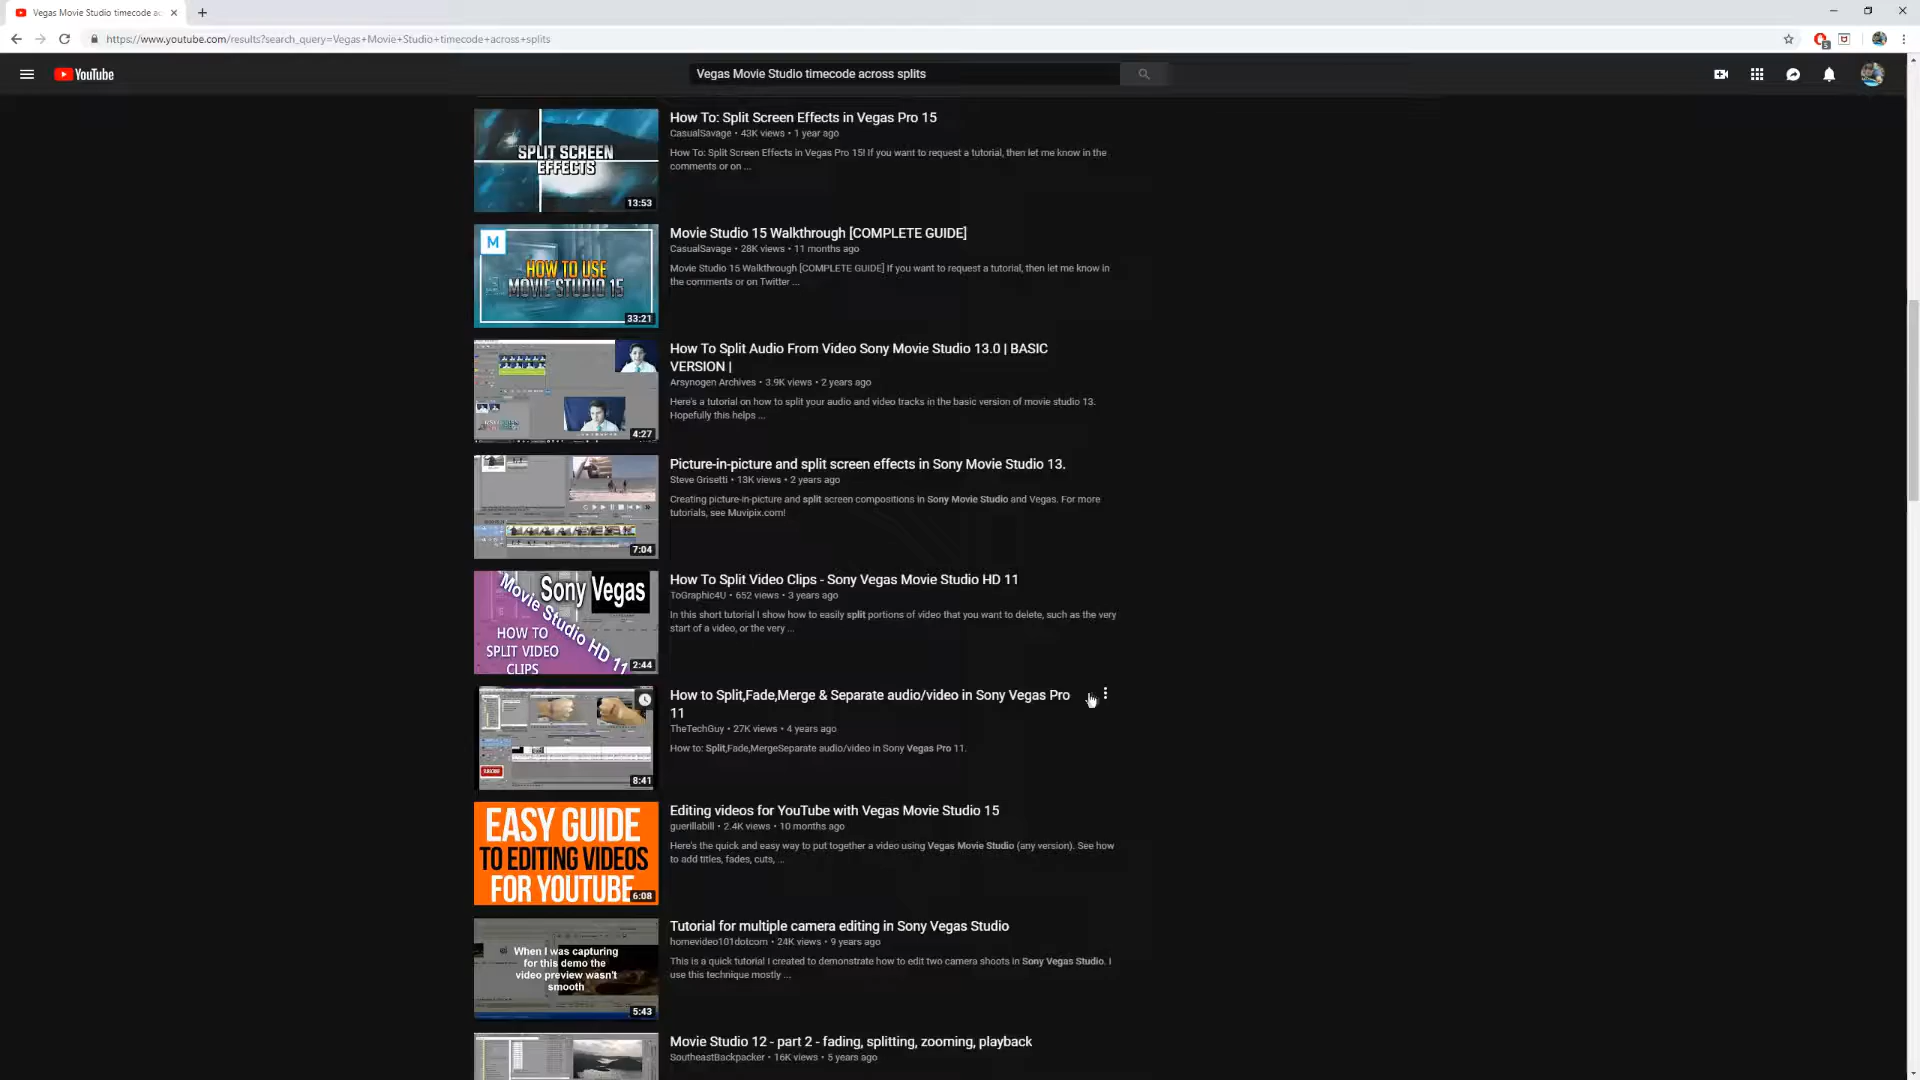 Vegas Movie Studio timecode ac
https://www.youtube.com/results?search_query=Vegas+Movie+Studio+timecode+across+splits
5
YouTube
Vegas Movie Studio timecode across splits
SPLIT SCREEN
EFFECTS
13:53
How To: Split Screen Effects in Vegas Pro 15
CasualSavage • 43K views • 1 year ago
How To: Split Screen Effects in Vegas Pro 15! If you want to request a tutorial, then let me know in the
comments or on ...
M
HOW TO USE
MOVIE STUDIO 15
33:21
Movie Studio 15 Walkthrough [COMPLETE GUIDE]
CasualSavage • 28K views • 11 months ago
Movie Studio 15 Walkthrough [COMPLETE GUIDE] If you want to request a tutorial, then let me know in
the comments or on Twitter ...
4:27
How To Split Audio From Video Sony Movie Studio 13.0 | BASIC
VERSION |
Arsynogen Archives • 3.9K views • 2 years ago
Here's a tutorial on how to split your audio and video tracks in the basic version of movie studio 13.
Hopefully this helps ...
7:04
Picture-in-picture and split screen effects in Sony Movie Studio 13.
Steve Grisetti • 13K views • 2 years ago
Creating picture-in-picture and split screen compositions in Sony Movie Studio and Vegas. For more
tutorials, see Muvipix.com!
Sony Vegas
Movie Studio HD 11
HOW TO
SPLIT VIDEO
CLIPS
2:44
How To Split Video Clips - Sony Vegas Movie Studio HD 11
ToGraphic4U • 652 views • 3 years ago
In this short tutorial I show how to easily split portions of video that you want to delete, such as the very
start of a video, or the very ...
8:41
How to Split,Fade,Merge & Separate audio/video in Sony Vegas Pro
11
TheTechGuy • 27K views • 4 years ago
How to: Split,Fade,MergeSeparate audio/video in Sony Vegas Pro 11.
EASY GUIDE
TO EDITING VIDEOS
FOR YOUTUBE
6:08
Editing videos for YouTube with Vegas Movie Studio 15
guerillabill • 2.4K views • 10 months ago
Here's the quick and easy way to put together a video using Vegas Movie Studio (any version). See how
to add titles, fades, cuts, ...
When I was capturing
for this demo the
video preview wasn't
smooth
5:43
Tutorial for multiple camera editing in Sony Vegas Studio
homevideo101dotcom • 24K views • 9 years ago
This is a quick tutorial I created to demonstrate how to edit two camera shoots in Sony Vegas Studio. I
use this technique mostly ...
Movie Studio 12 - part 2 - fading, splitting, zooming, playback
SoutheastBackpacker • 16K views • 5 years ago